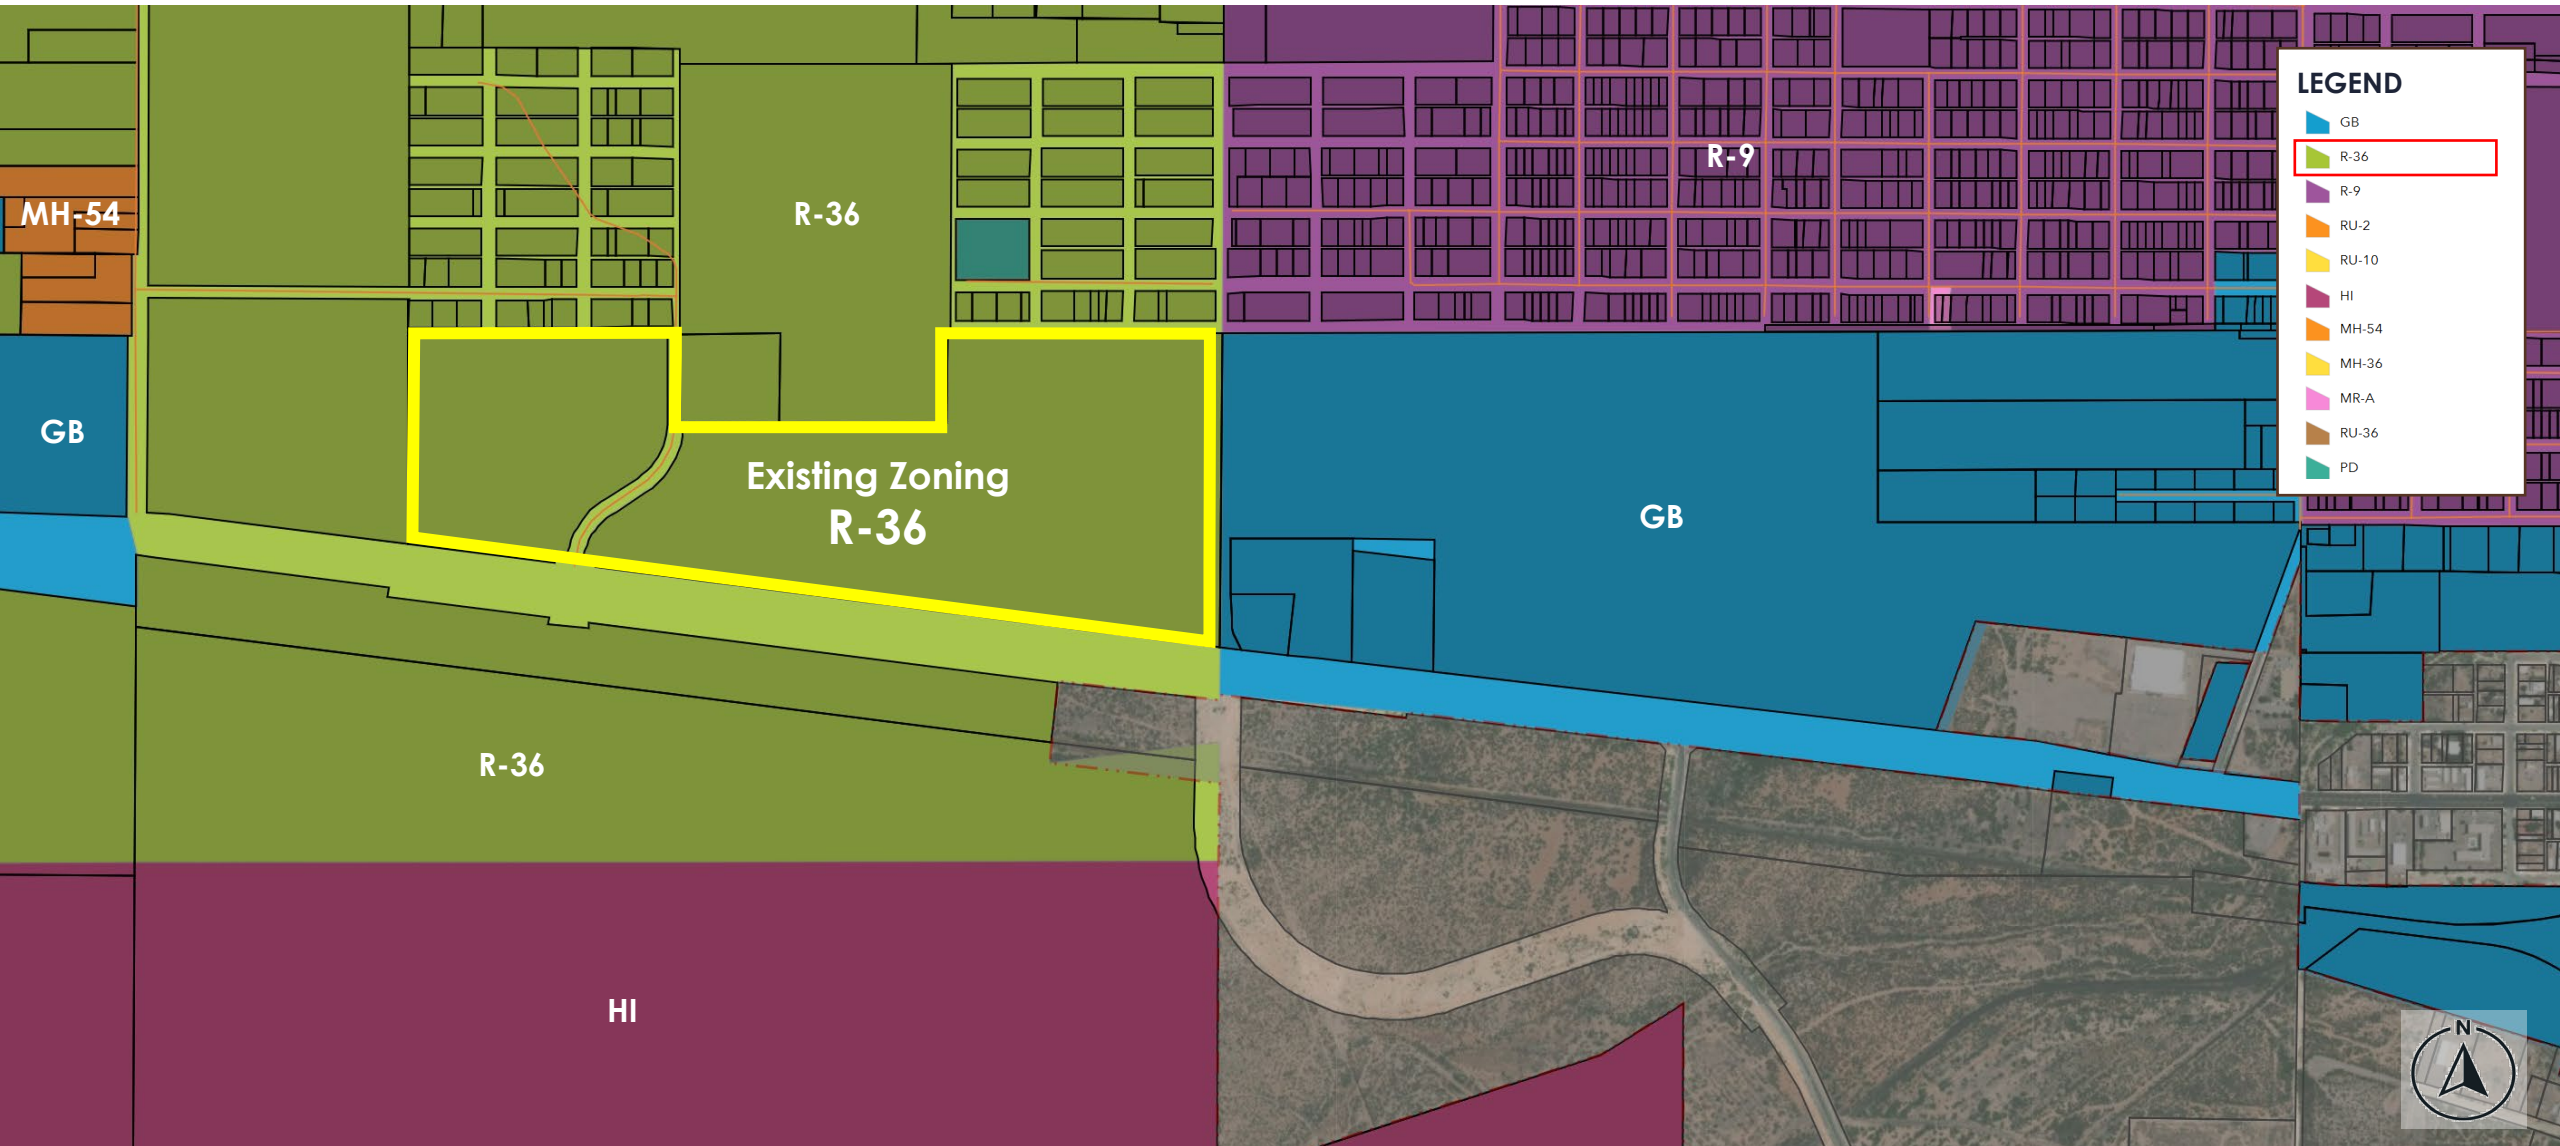 R-9
MH-54
R-36
GB
Existing Zoning
R-36
GB
R-36
HI
LEGEND
GB
R-36
R-9
RU-2
RU-10
HI
MH-54
MH-36
MR-A
RU-36
PD
N